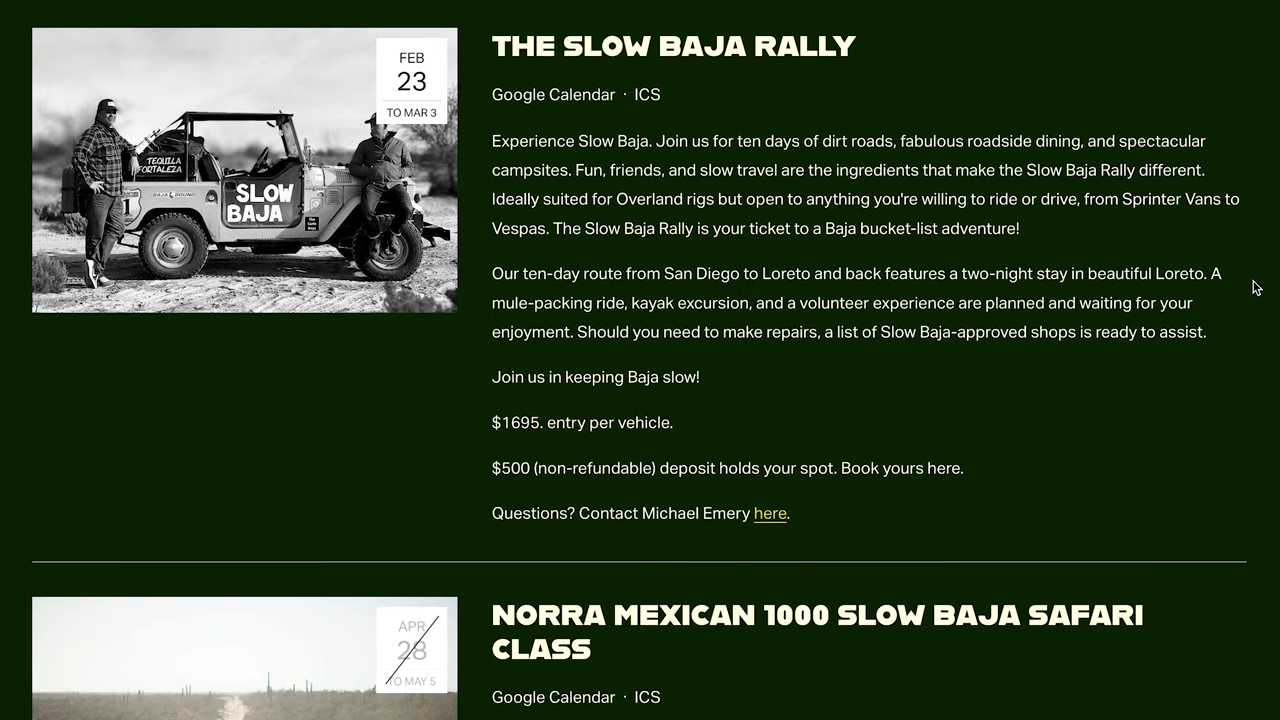 FEB
23
TO MAR 3
TEQUILA
FORTALEZA
BAJA BOUND
SLOW
BAJA
1
THE SLOW BAJA RALLY
Google Calendar · ICS
Experience Slow Baja. Join us for ten days of dirt roads, fabulous roadside dining, and spectacular
campsites. Fun, friends, and slow travel are the ingredients that make the Slow Baja Rally different.
Ideally suited for Overland rigs but open to anything you're willing to ride or drive, from Sprinter Vans to
Vespas. The Slow Baja Rally is your ticket to a Baja bucket-list adventure!
Our ten-day route from San Diego to Loreto and back features a two-night stay in beautiful Loreto. A
mule-packing ride, kayak excursion, and a volunteer experience are planned and waiting for your
enjoyment. Should you need to make repairs, a list of Slow Baja-approved shops is ready to assist.
Join us in keeping Baja slow!
$1695. entry per vehicle.
$500 (non-refundable) deposit holds your spot. Book yours here.
Questions? Contact Michael Emery here.
APR
28
TO MAY 5
NORRA MEXICAN 1000 SLOW BAJA SAFARI
CLASS
Google Calendar · ICS